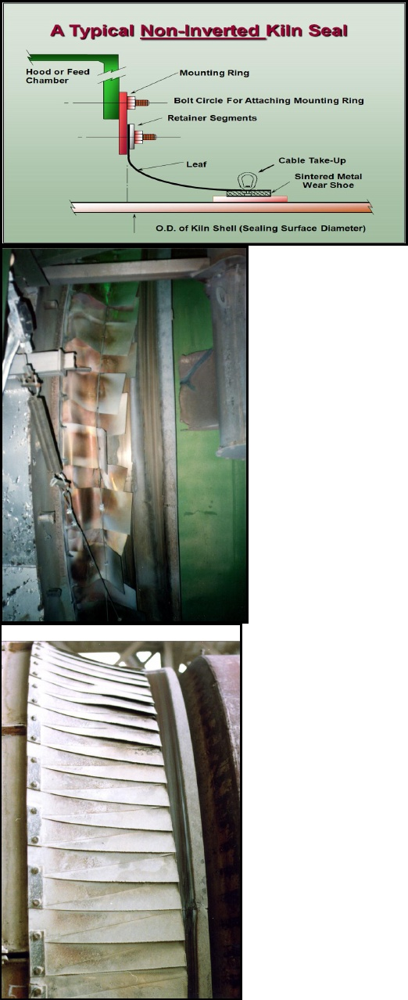 A Typical Non-Inverted Kiln Seal
Hood or Feed
Chamber
Mounting Ring
Bolt Circle For Attaching Mounting Ring
Retainer Segments
Leaf
Cable Take-Up
Sintered Metal
Wear Shoe
O.D. of Kiln Shell (Sealing Surface Diameter)